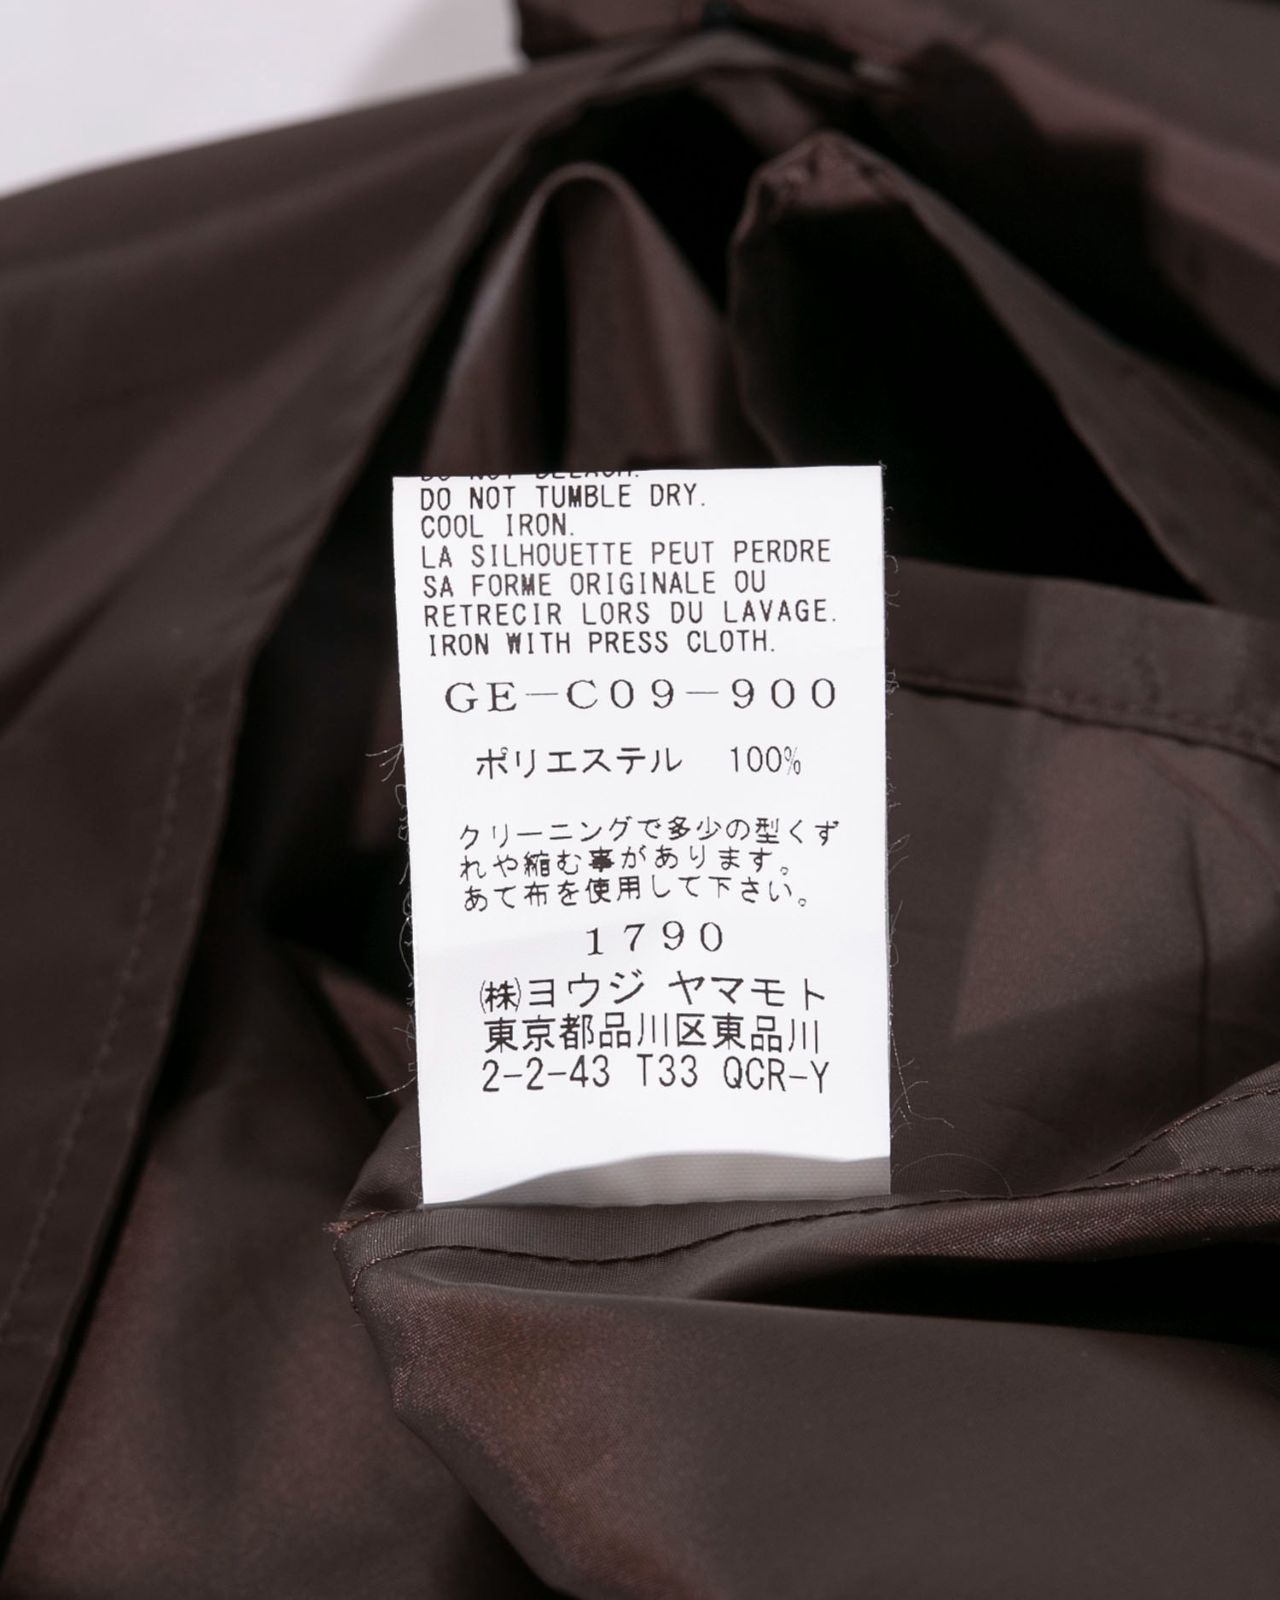 DO NOT BLEACH.
DO NOT TUMBLE DRY.
COOL IRON.
LA SILHOUETTE PEUT PERDRE
SA FORME ORIGINALE OU
RETRECIR LORS DU LAVAGE.
IRON WITH PRESS CLOTH.
GE-C09-900
ポリエステル 100%
クリーニングで多少の型くず
れや縮む事があります。
あて布を使用して下さい。
1790
㈱ヨウジ ヤマモト
東京都品川区東品川
2-2-43 T33 QCR-Y